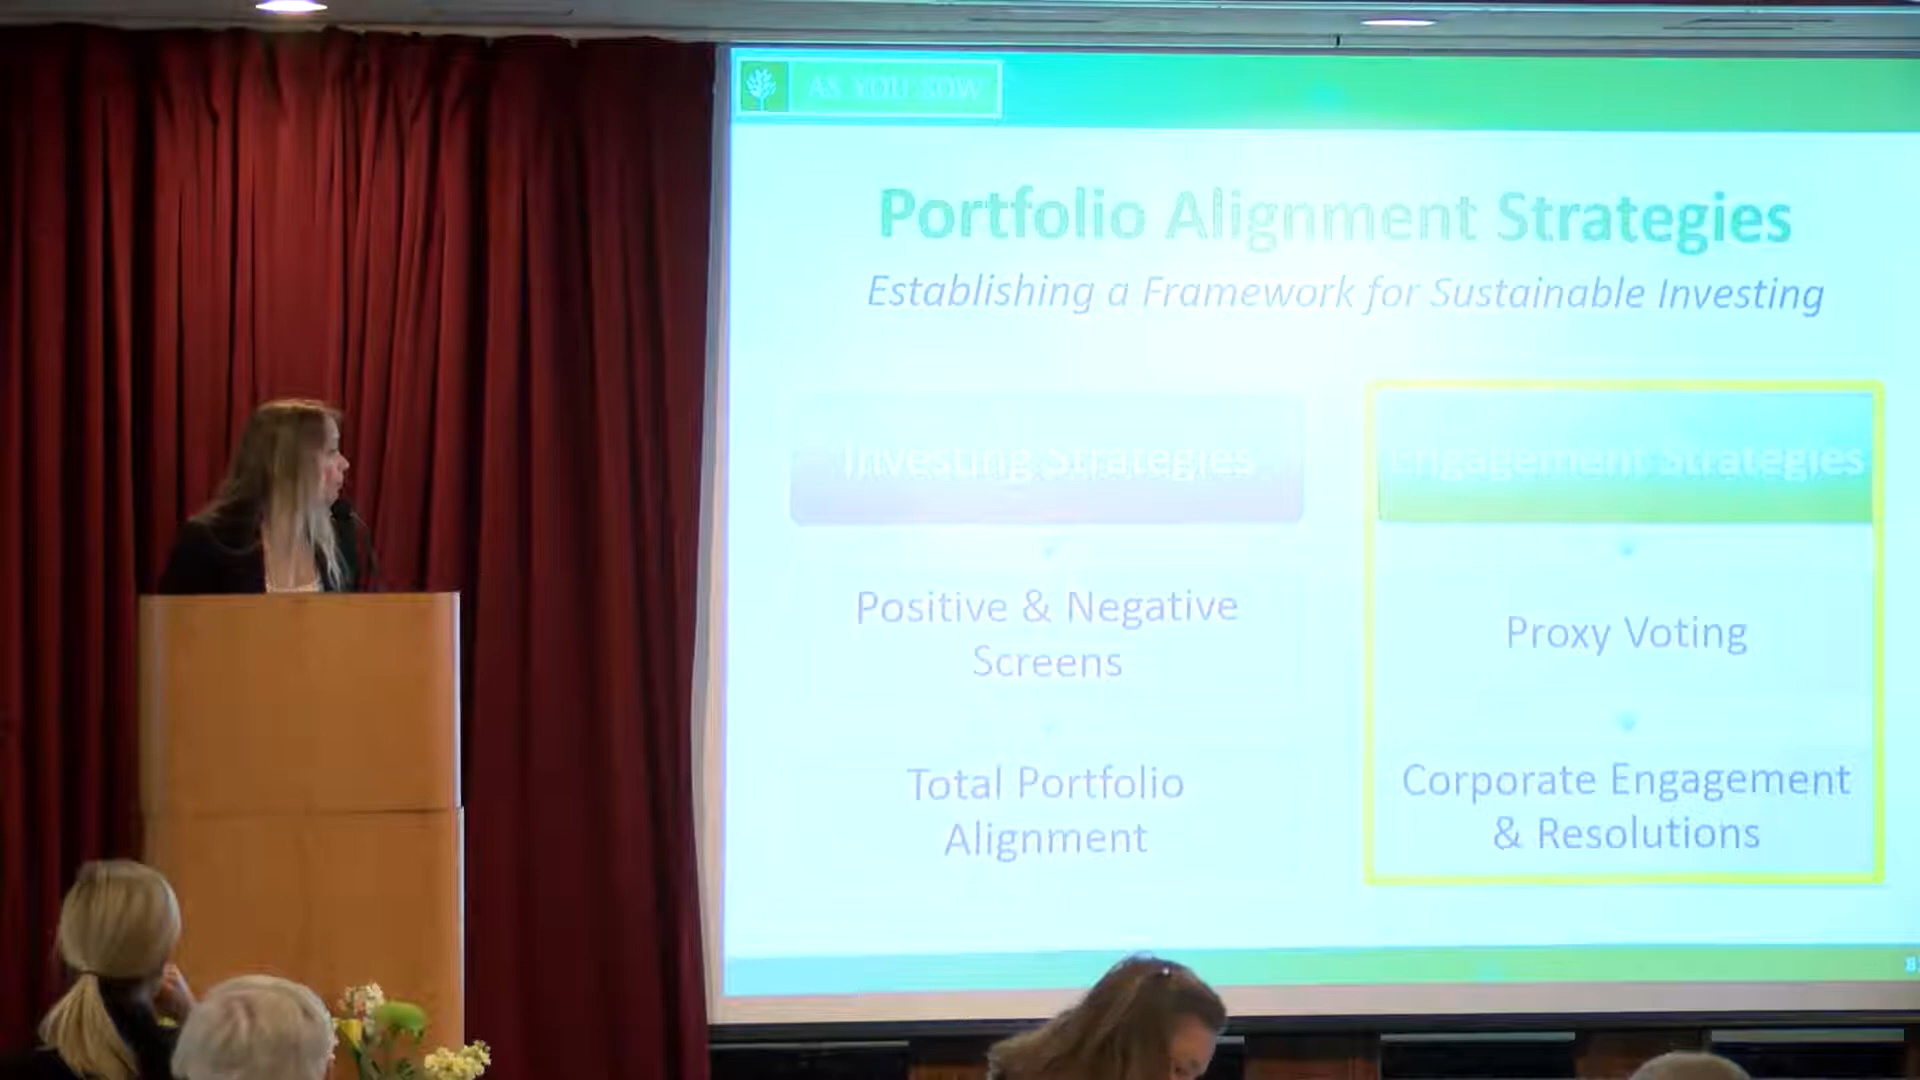 AS YOU SOW
Portfolio Alignment Strategies
Establishing a Framework for Sustainable Investing
Investing Strategies
Engagement Strategies
Positive & Negative
Screens
Proxy Voting
Total Portfolio
Alignment
Corporate Engagement
& Resolutions